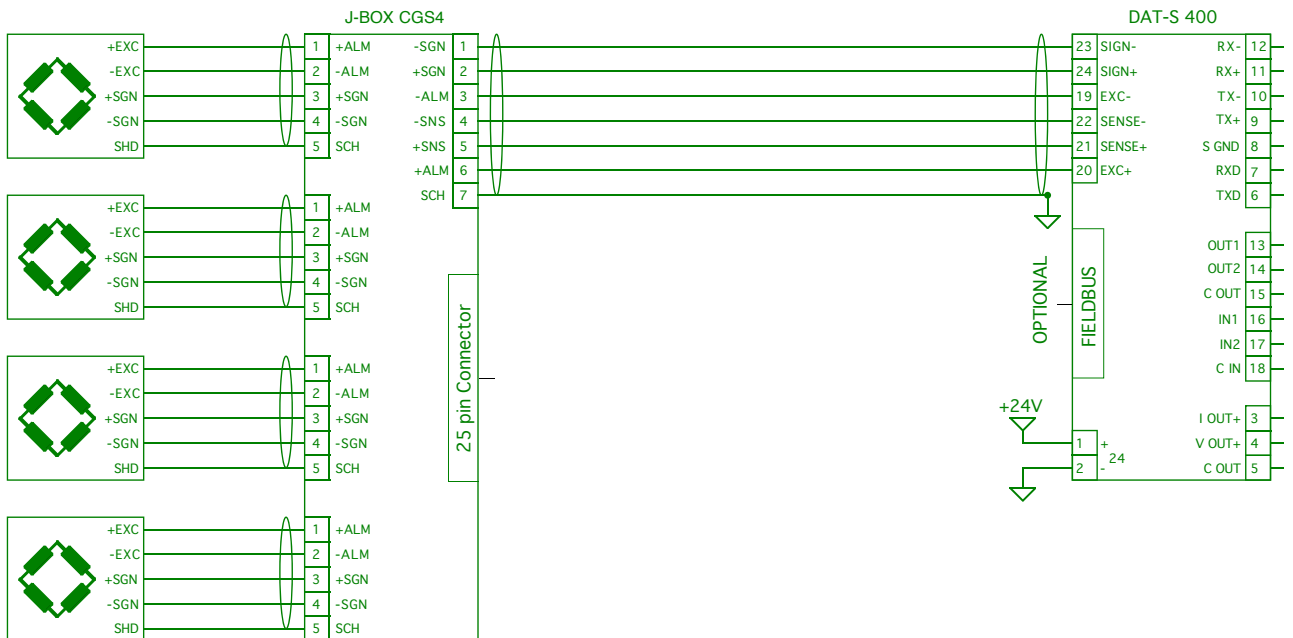 J-BOX CGS4 DAT-S 400
+EXC 1 +ALM -SGN 1 23 SIGN- RX- 12
-EXC 2 -ALM +SGN 2 24 SIGN+ RX+ 11
+SGN 3 +SGN -ALM 3 19 EXC- TX- 10
-SGN 4 -SGN -SNS 4 22 SENSE- TX+ 9
SHD 5 SCH +SNS 5 21 SENSE+ S GND 8
+ALM 6 20 EXC+ RXD 7
SCH 7 TXD 6
+EXC 1 +ALM
-EXC 2 -ALM
+SGN 3 +SGN
-SGN 4 -SGN
SHD 5 SCH
OUT1 13
OUT2 14
C OUT 15
IN1 16
IN2 17
C IN 18
OPTIONAL
FIELDBUS
25 pin Connector
+EXC 1 +ALM
-EXC 2 -ALM
+SGN 3 +SGN
-SGN 4 -SGN
SHD 5 SCH
+24V
1 +
24
2 -
I OUT+ 3
V OUT+ 4
C OUT 5
+EXC 1 +ALM
-EXC 2 -ALM
+SGN 3 +SGN
-SGN 4 -SGN
SHD 5 SCH